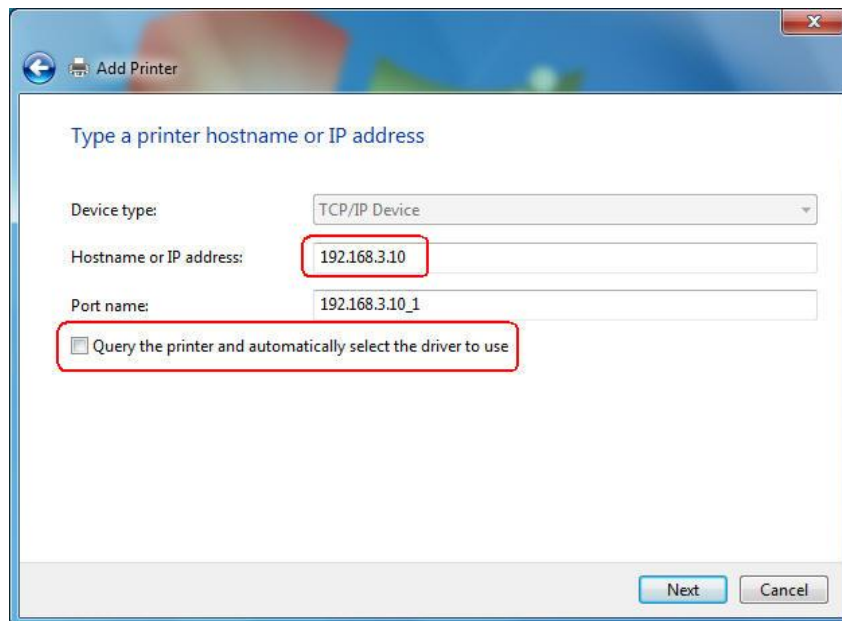 Add Printer
Type a printer hostname or IP address
Device type: TCP/IP Device
Hostname or IP address: 192.168.3.10
Port name: 192.168.3.10_1
Query the printer and automatically select the driver to use
Next Cancel